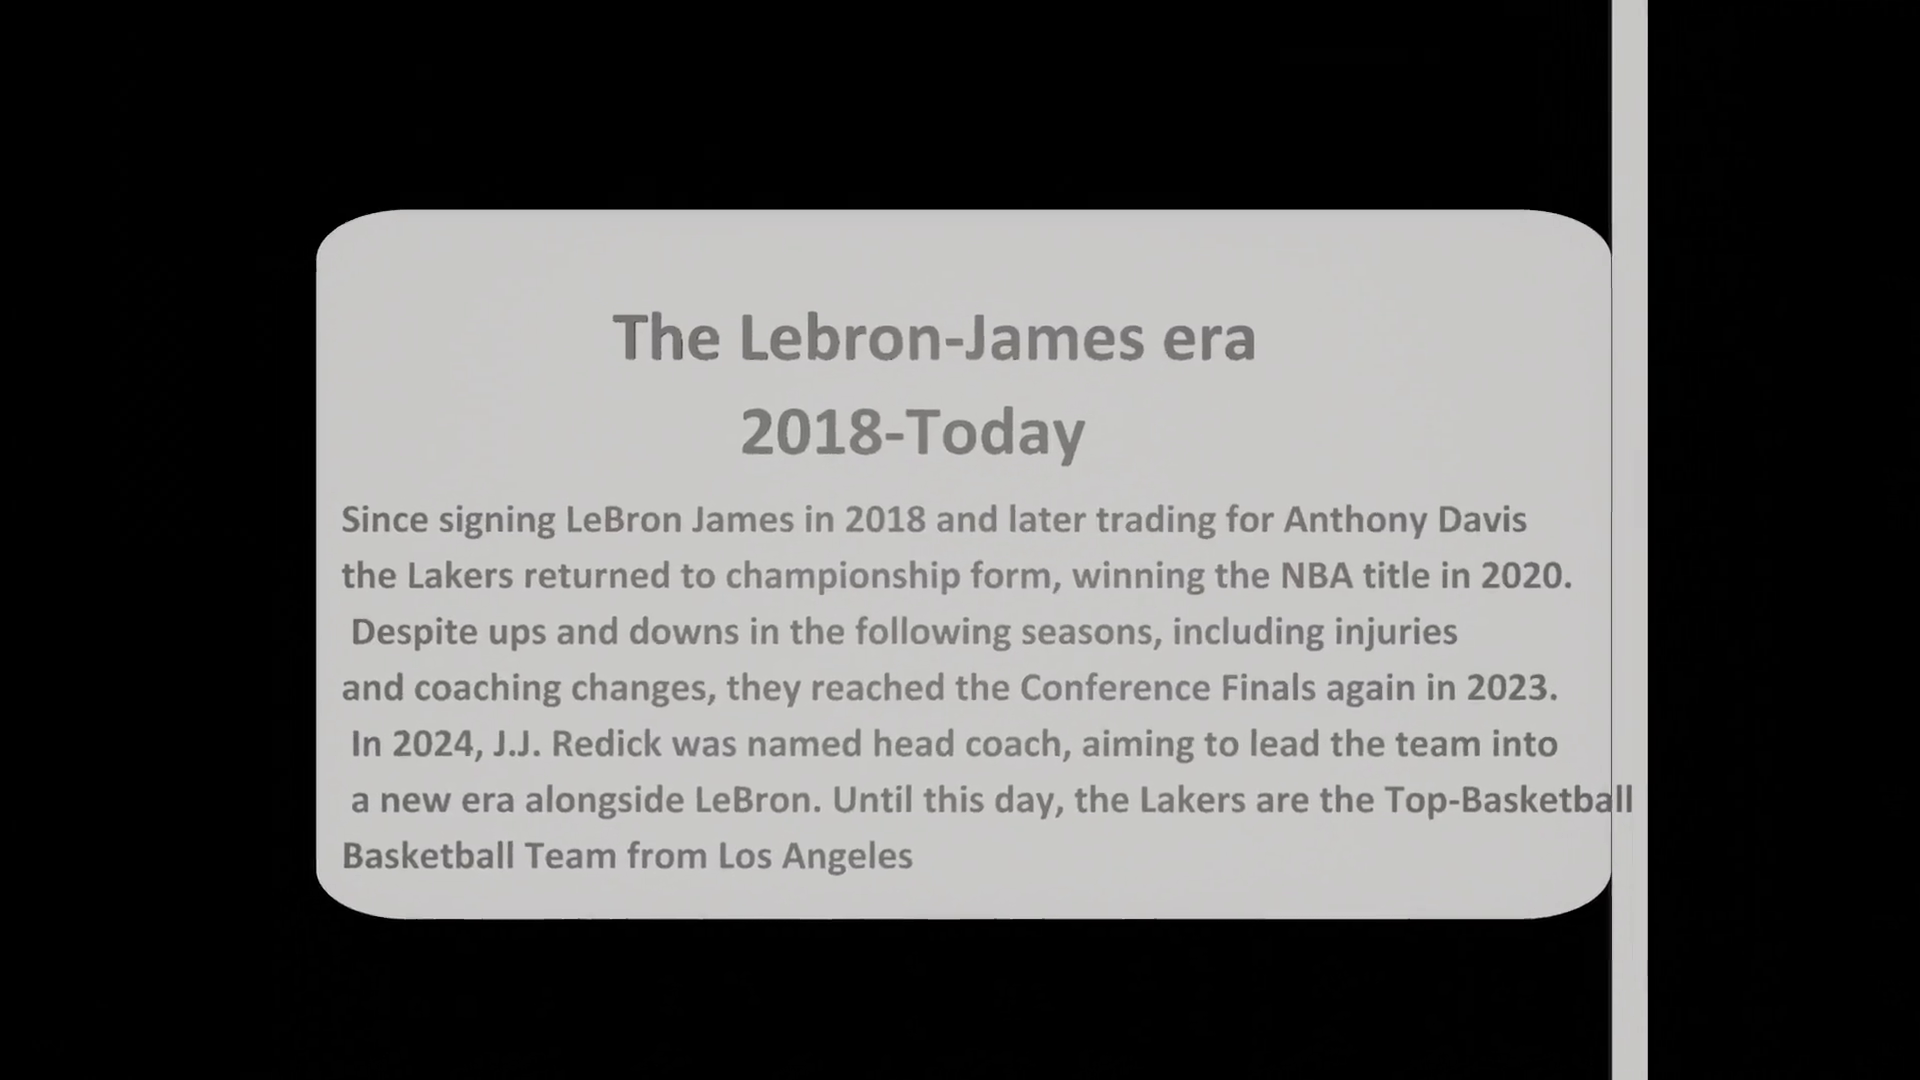 The Lebron-James era
2018-Today
Since signing LeBron James in 2018 and later trading for Anthony Davis
the Lakers returned to championship form, winning the NBA title in 2020.
Despite ups and downs in the following seasons, including injuries
and coaching changes, they reached the Conference Finals again in 2023.
In 2024, J.J. Redick was named head coach, aiming to lead the team into
a new era alongside LeBron. Until this day, the Lakers are the Top-Basketball
Basketball Team from Los Angeles